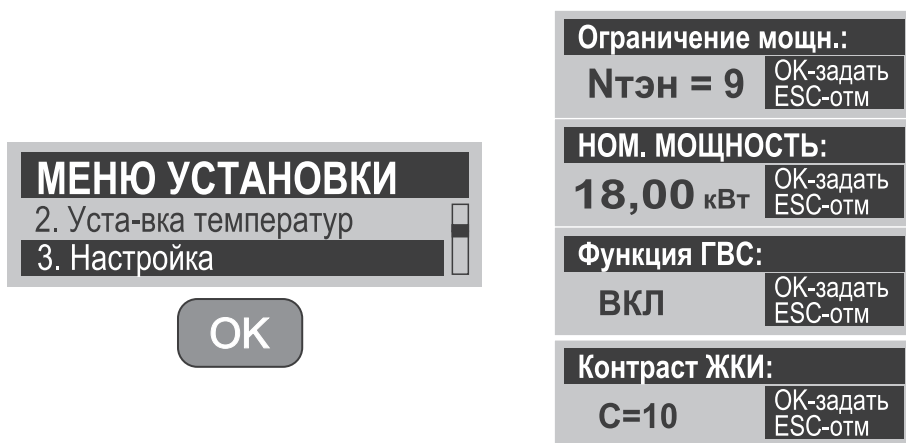 МЕНЮ УСТАНОВКИ
2. Уста-вка температур
3. Настройка
OK
Ограничение мощн.:
Nтэн = 9
OK-задать
ESC-отм
НОМ. МОЩНОСТЬ:
18,00 кВт
OK-задать
ESC-отм
Функция ГВС:
ВКЛ
OK-задать
ESC-отм
Контраст ЖКИ:
C=10
OK-задать
ESC-отм